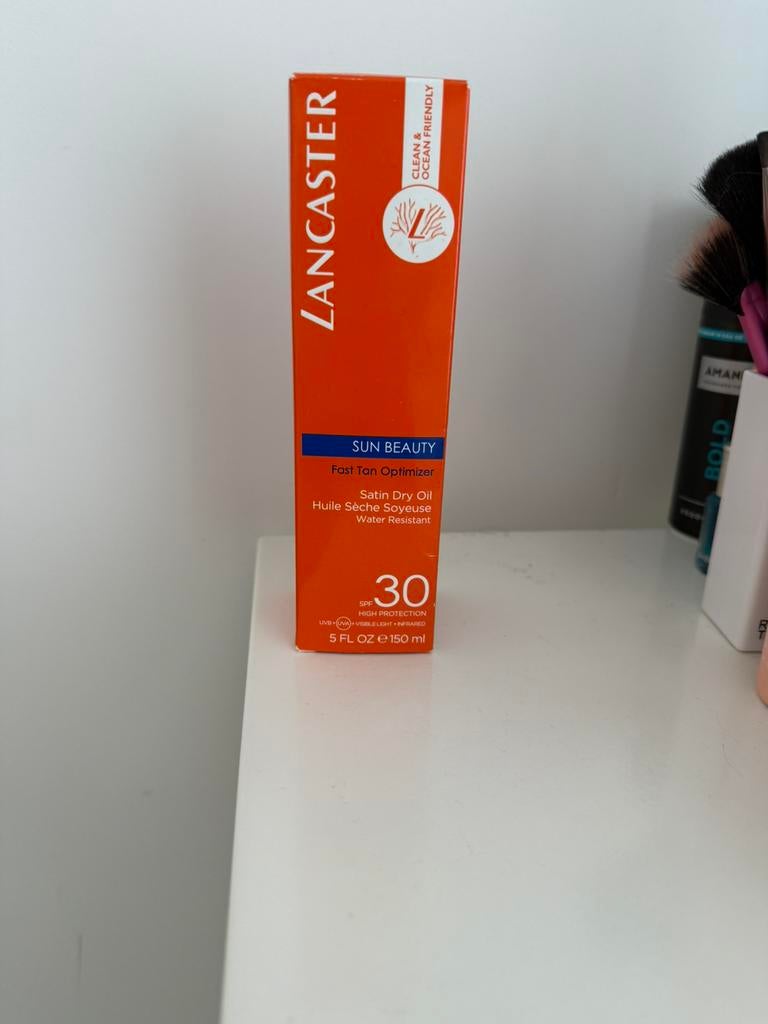 LANCASTER
CLEAN &
OCEAN FRIENDLY
L
SUN BEAUTY
Fast Tan Optimizer
Satin Dry Oil
Huile Sèche Soyeuse
Water Resistant
SPF 30
HIGH PROTECTION
UVB + UVA + VISIBLE LIGHT + INFRARED
5 FL OZ e 150 ml
AMAN
BOLD
R
T